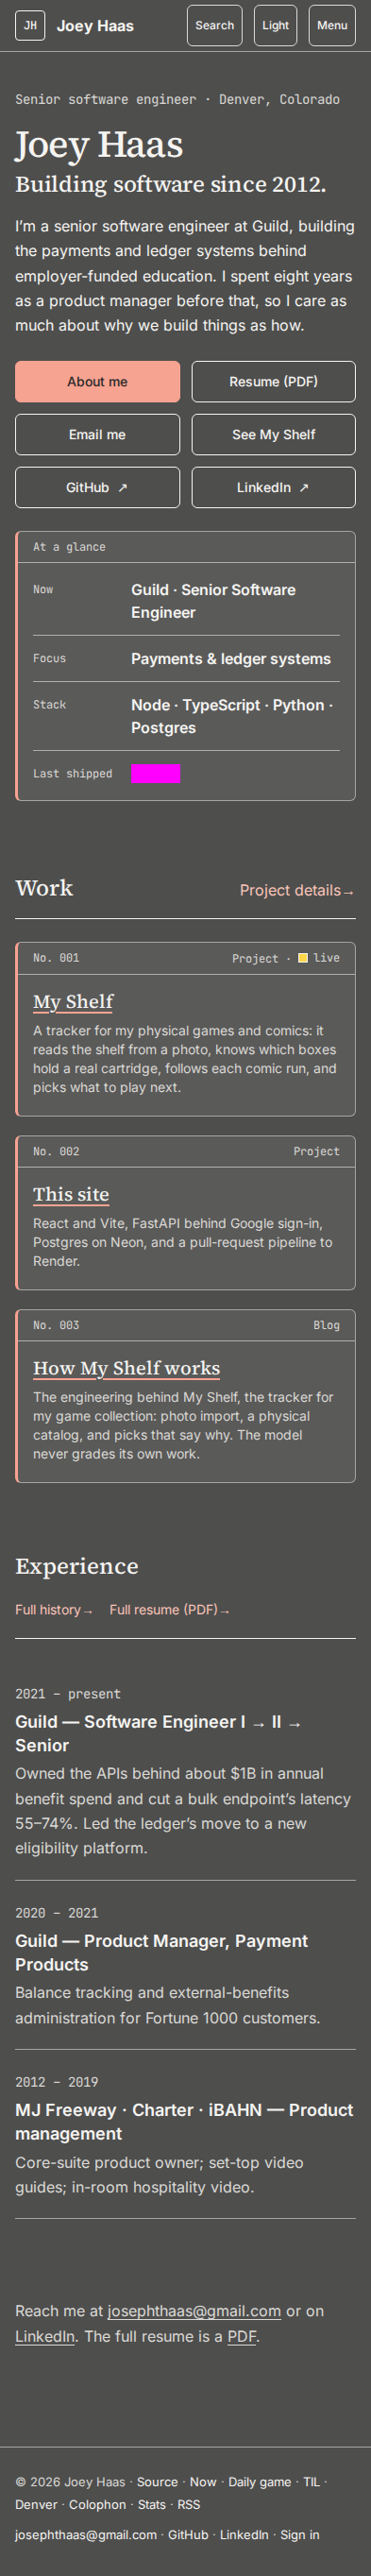 JH Joey Haas Search Light Menu
Senior software engineer · Denver, Colorado
Joey Haas
Building software since 2012.
I’m a senior software engineer at Guild, building
the payments and ledger systems behind
employer-funded education. I spent eight years
as a product manager before that, so I care as
much about why we build things as how.
About me Resume (PDF)
Email me See My Shelf
GitHub ↗ LinkedIn ↗
At a glance
Now Guild · Senior Software
Engineer
Focus Payments & ledger systems
Stack Node · TypeScript · Python ·
Postgres
Last shipped
Work Project details→
No. 001 Project · live
My Shelf
A tracker for my physical games and comics: it
reads the shelf from a photo, knows which boxes
hold a real cartridge, follows each comic run, and
picks what to play next.
No. 002 Project
This site
React and Vite, FastAPI behind Google sign-in,
Postgres on Neon, and a pull-request pipeline to
Render.
No. 003 Blog
How My Shelf works
The engineering behind My Shelf, the tracker for
my game collection: photo import, a physical
catalog, and picks that say why. The model
never grades its own work.
Experience
Full history→ Full resume (PDF)→
2021 – present
Guild — Software Engineer I → II →
Senior
Owned the APIs behind about $1B in annual
benefit spend and cut a bulk endpoint’s latency
55–74%. Led the ledger’s move to a new
eligibility platform.
2020 – 2021
Guild — Product Manager, Payment
Products
Balance tracking and external-benefits
administration for Fortune 1000 customers.
2012 – 2019
MJ Freeway · Charter · iBAHN — Product
management
Core-suite product owner; set-top video
guides; in-room hospitality video.
Reach me at josephthaas@gmail.com or on
LinkedIn. The full resume is a PDF.
© 2026 Joey Haas · Source · Now · Daily game · TIL ·
Denver · Colophon · Stats · RSS
josephthaas@gmail.com · GitHub · LinkedIn · Sign in